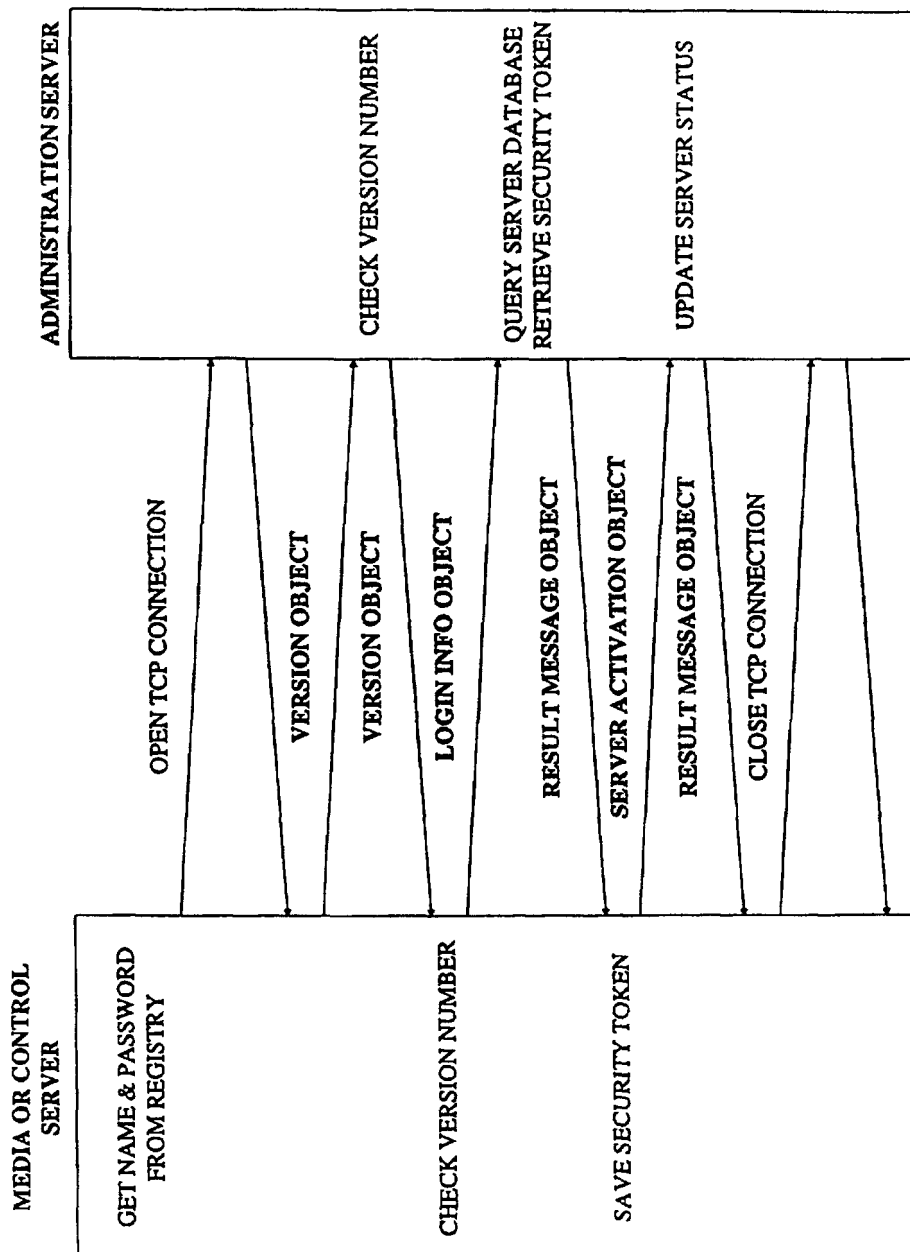 MEDIA OR CONTROL
SERVER
ADMINISTRATION SERVER
GET NAME & PASSWORD
FROM REGISTRY
OPEN TCP CONNECTION
VERSION OBJECT
VERSION OBJECT
CHECK VERSION NUMBER
LOGIN INFO OBJECT
CHECK VERSION NUMBER
QUERY SERVER DATABASE
RETRIEVE SECURITY TOKEN
RESULT MESSAGE OBJECT
SERVER ACTIVATION OBJECT
SAVE SECURITY TOKEN
RESULT MESSAGE OBJECT
UPDATE SERVER STATUS
CLOSE TCP CONNECTION